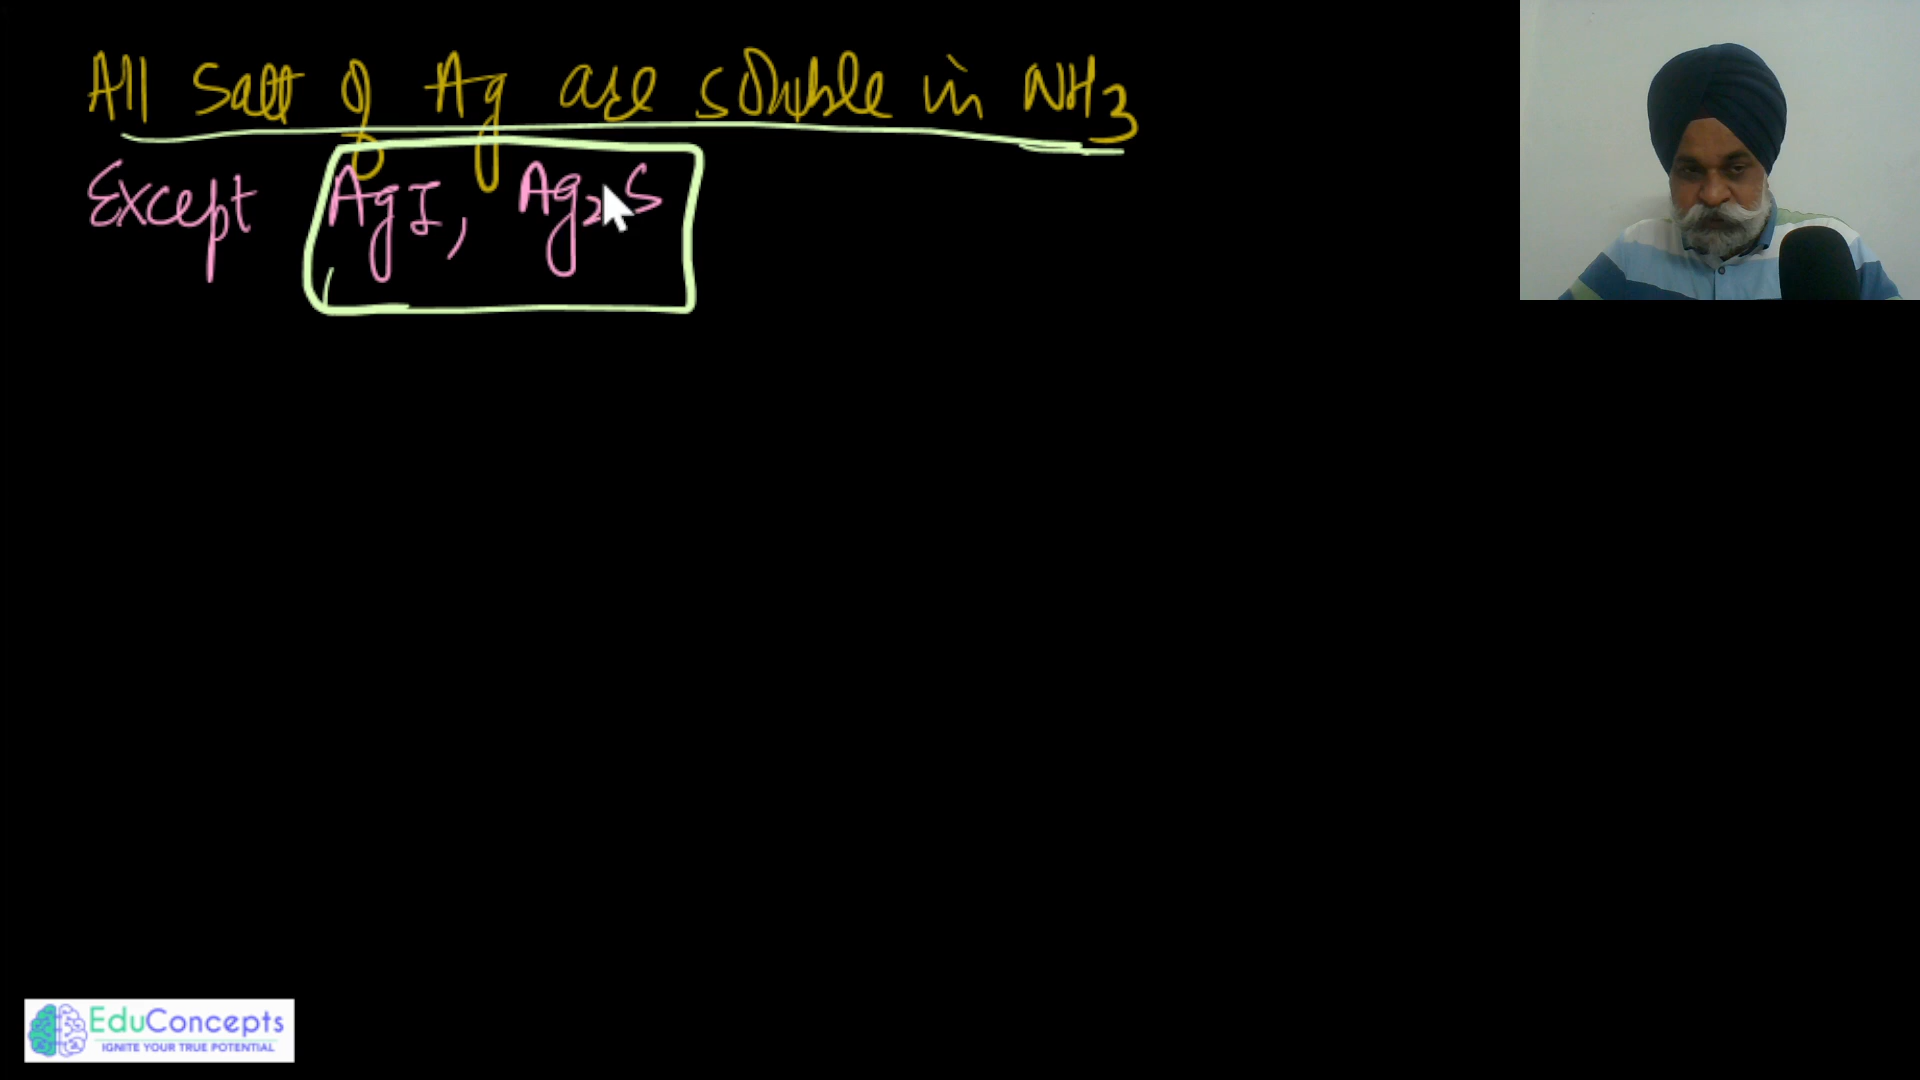 All Salt of Ag are soluble in NH3
Except AgI, Ag2S
EduConcepts
IGNITE YOUR TRUE POTENTIAL